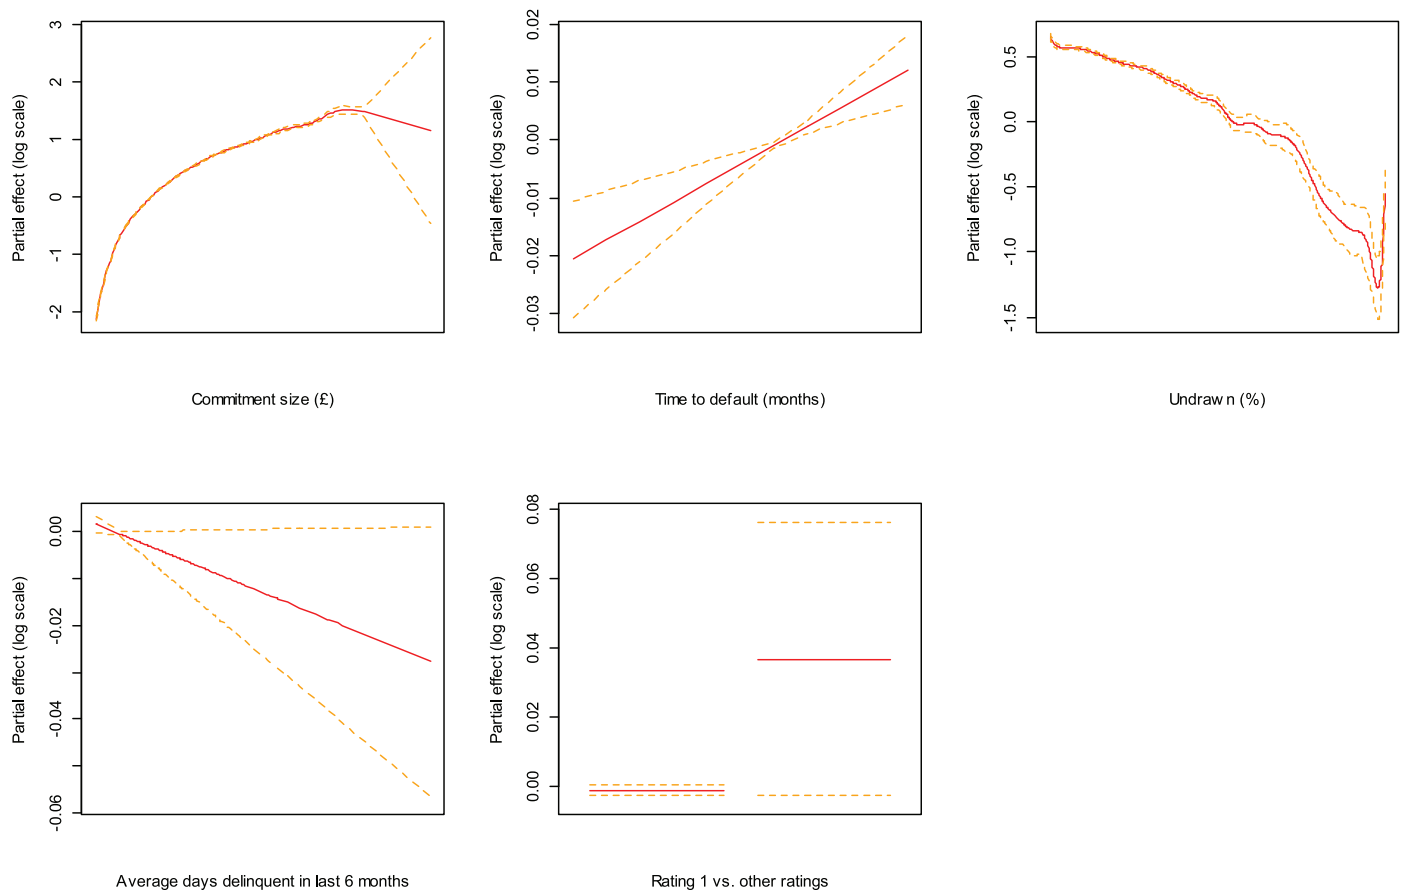 Partial effect (log scale)
3
2
1
0
-1
-2
Commitment size (£)
Partial effect (log scale)
0.02
0.01
0.00
-0.01
-0.02
-0.03
Time to default (months)
Partial effect (log scale)
0.5
0.0
-0.5
-1.0
-1.5
Undrawn (%)
Partial effect (log scale)
0.00
-0.02
-0.04
-0.06
Average days delinquent in last 6 months
Partial effect (log scale)
0.08
0.06
0.04
0.02
0.00
Rating 1 vs. other ratings